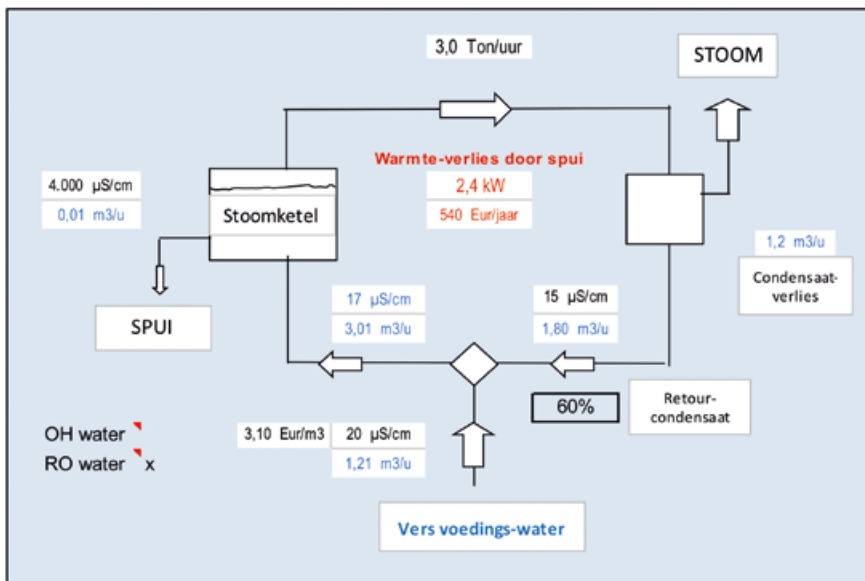 3,0 Ton/uur
STOOM
Warmte-verlies door spui
2,4 kW
540 Eur/jaar
4.000 µS/cm
0,01 m3/u
Stoomketel
1,2 m3/u
Condensaat-
verlies
SPUI
17 µS/cm
3,01 m3/u
15 µS/cm
1,80 m3/u
60%
Retour-
condensaat
OH water
RO water x
3,10 Eur/m3 20 µS/cm
1,21 m3/u
Vers voedings-water